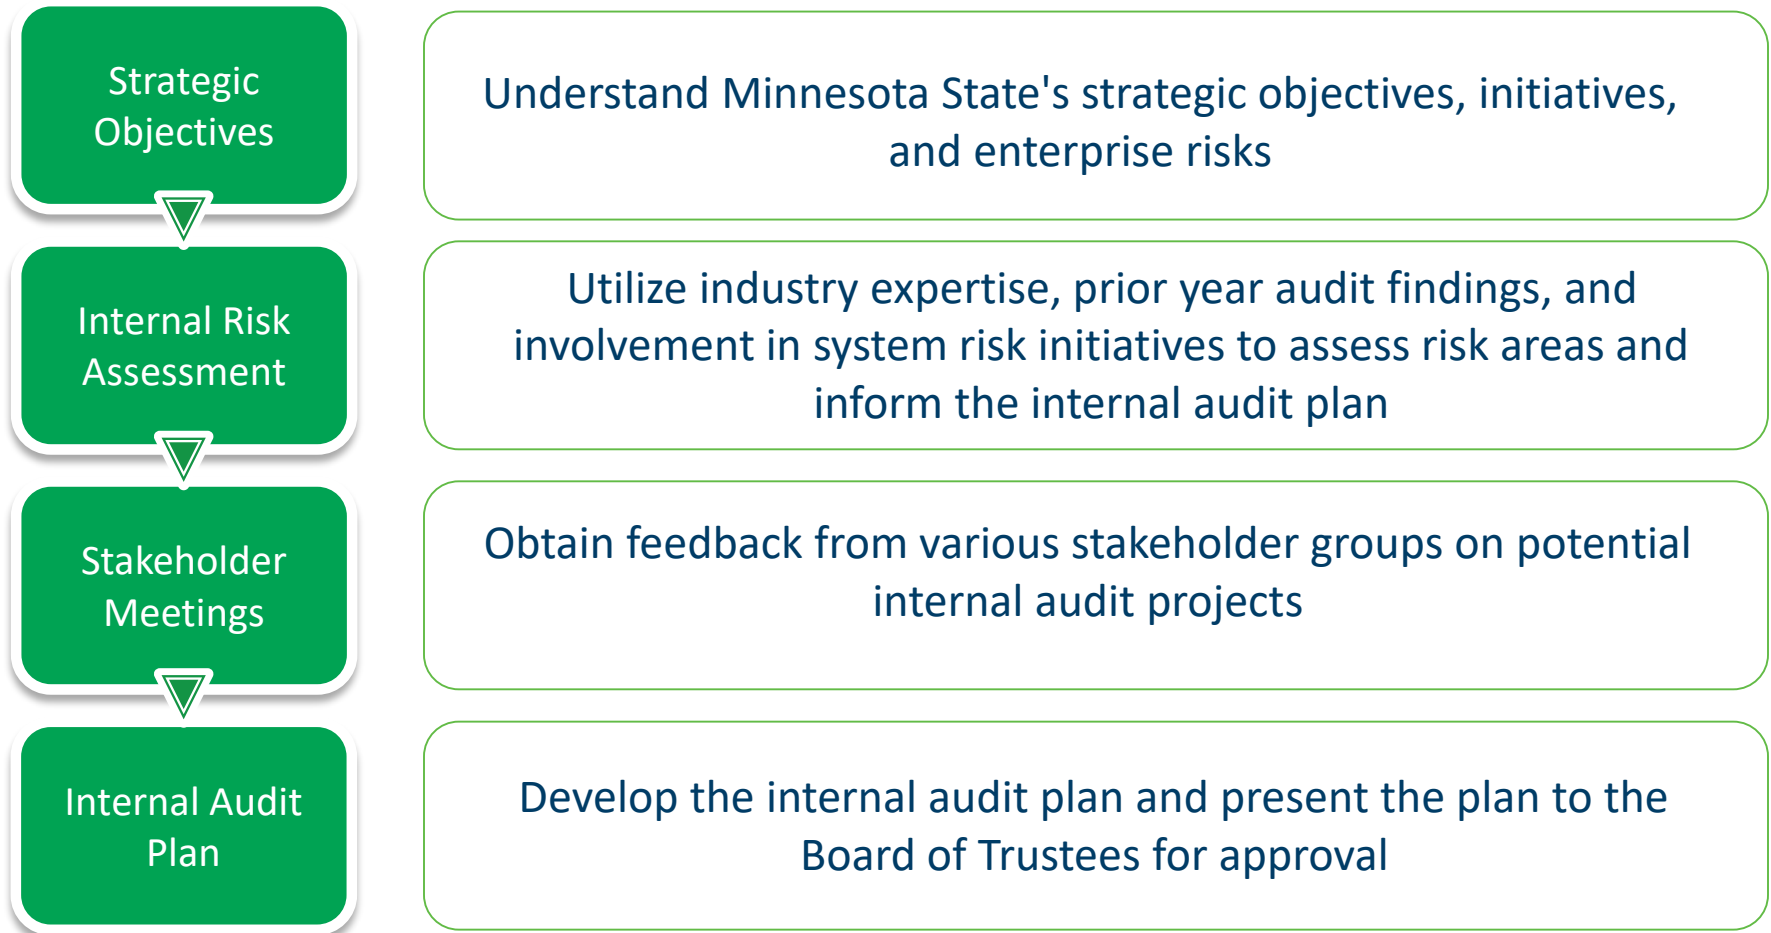 Strategic
Objectives
Understand Minnesota State's strategic objectives, initiatives,
and enterprise risks
Internal Risk
Assessment
Utilize industry expertise, prior year audit findings, and
involvement in system risk initiatives to assess risk areas and
inform the internal audit plan
Stakeholder
Meetings
Obtain feedback from various stakeholder groups on potential
internal audit projects
Internal Audit
Plan
Develop the internal audit plan and present the plan to the
Board of Trustees for approval